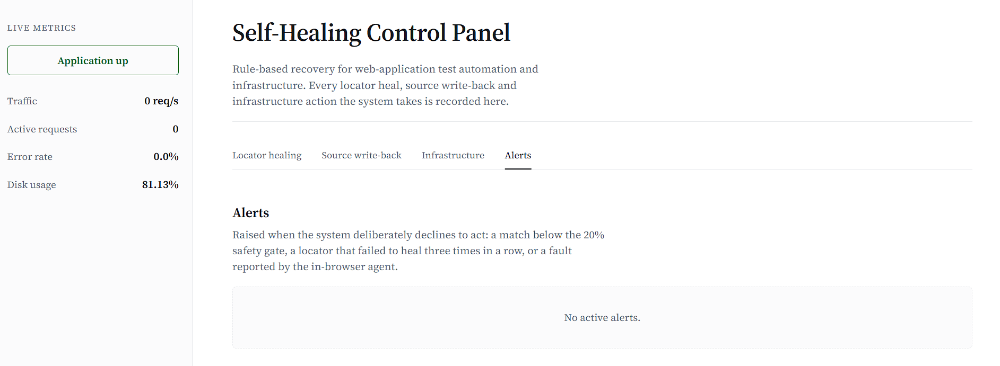 LIVE METRICS
Application up
Traffic 0 req/s
Active requests 0
Error rate 0.0%
Disk usage 81.13%
Self-Healing Control Panel
Rule-based recovery for web-application test automation and
infrastructure. Every locator heal, source write-back and
infrastructure action the system takes is recorded here.
Locator healing Source write-back Infrastructure Alerts
Alerts
Raised when the system deliberately declines to act: a match below the 20%
safety gate, a locator that failed to heal three times in a row, or a fault
reported by the in-browser agent.
No active alerts.